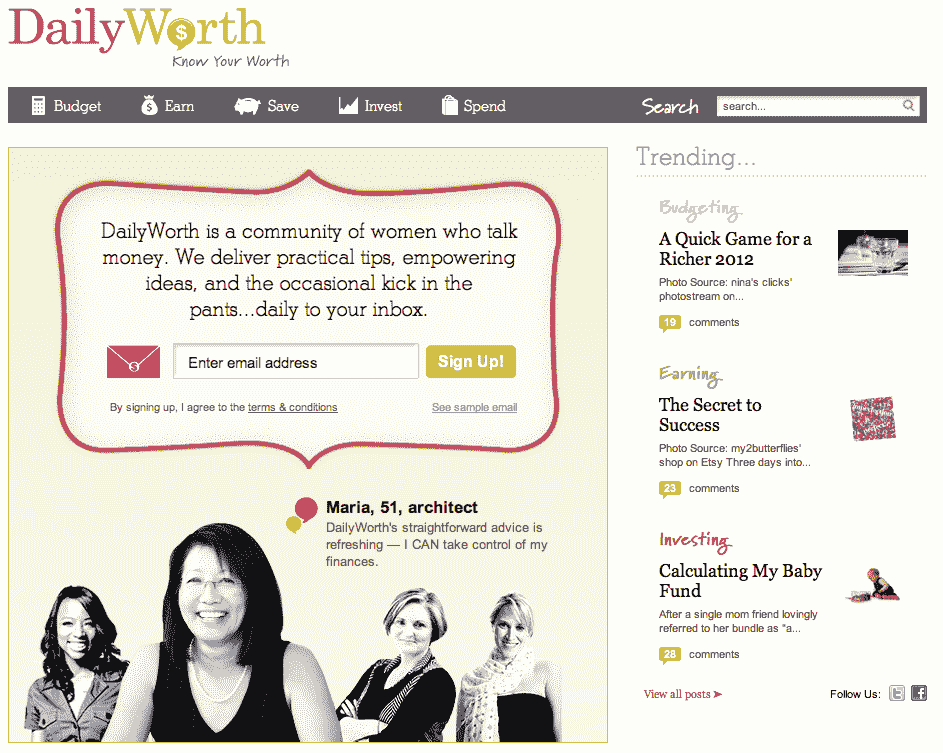 DailyWorth
Know Your Worth
Budget
Earn
Save
Invest
Spend
Search
search...
DailyWorth is a community of women who talk
money. We deliver practical tips, empowering
ideas, and the occasional kick in the
pants...daily to your inbox.
Enter email address
Sign Up!
By signing up, I agree to the terms & conditions
See sample email
Maria, 51, architect
DailyWorth's straightforward advice is
refreshing — I CAN take control of my
finances.
Trending...
Budgeting
A Quick Game for a
Richer 2012
Photo Source: nina's clicks'
photostream on...
19 comments
Earning
The Secret to
Success
Photo Source: my2butterflies'
shop on Etsy Three days into...
23 comments
Investing
Calculating My Baby
Fund
After a single mom friend lovingly
referred to her bundle as "a...
28 comments
View all posts
Follow Us: